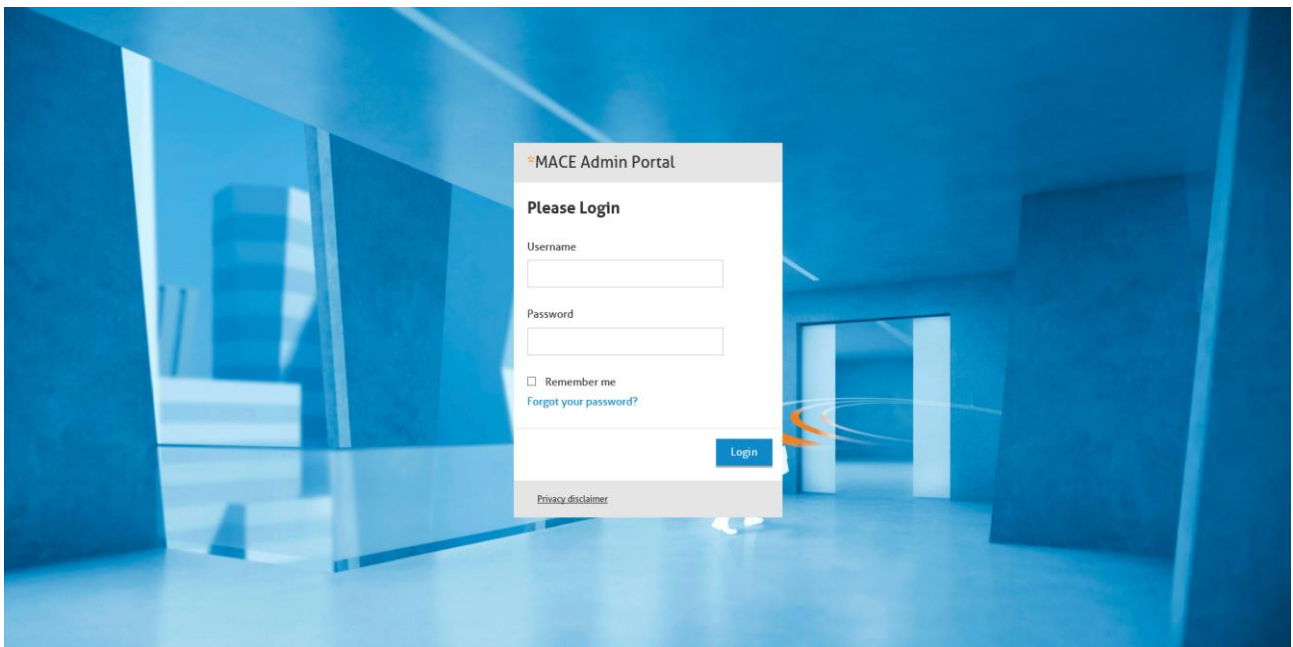 *MACE Admin Portal
Please Login
Username
Password
Remember me
Forgot your password?
Login
Privacy disclaimer